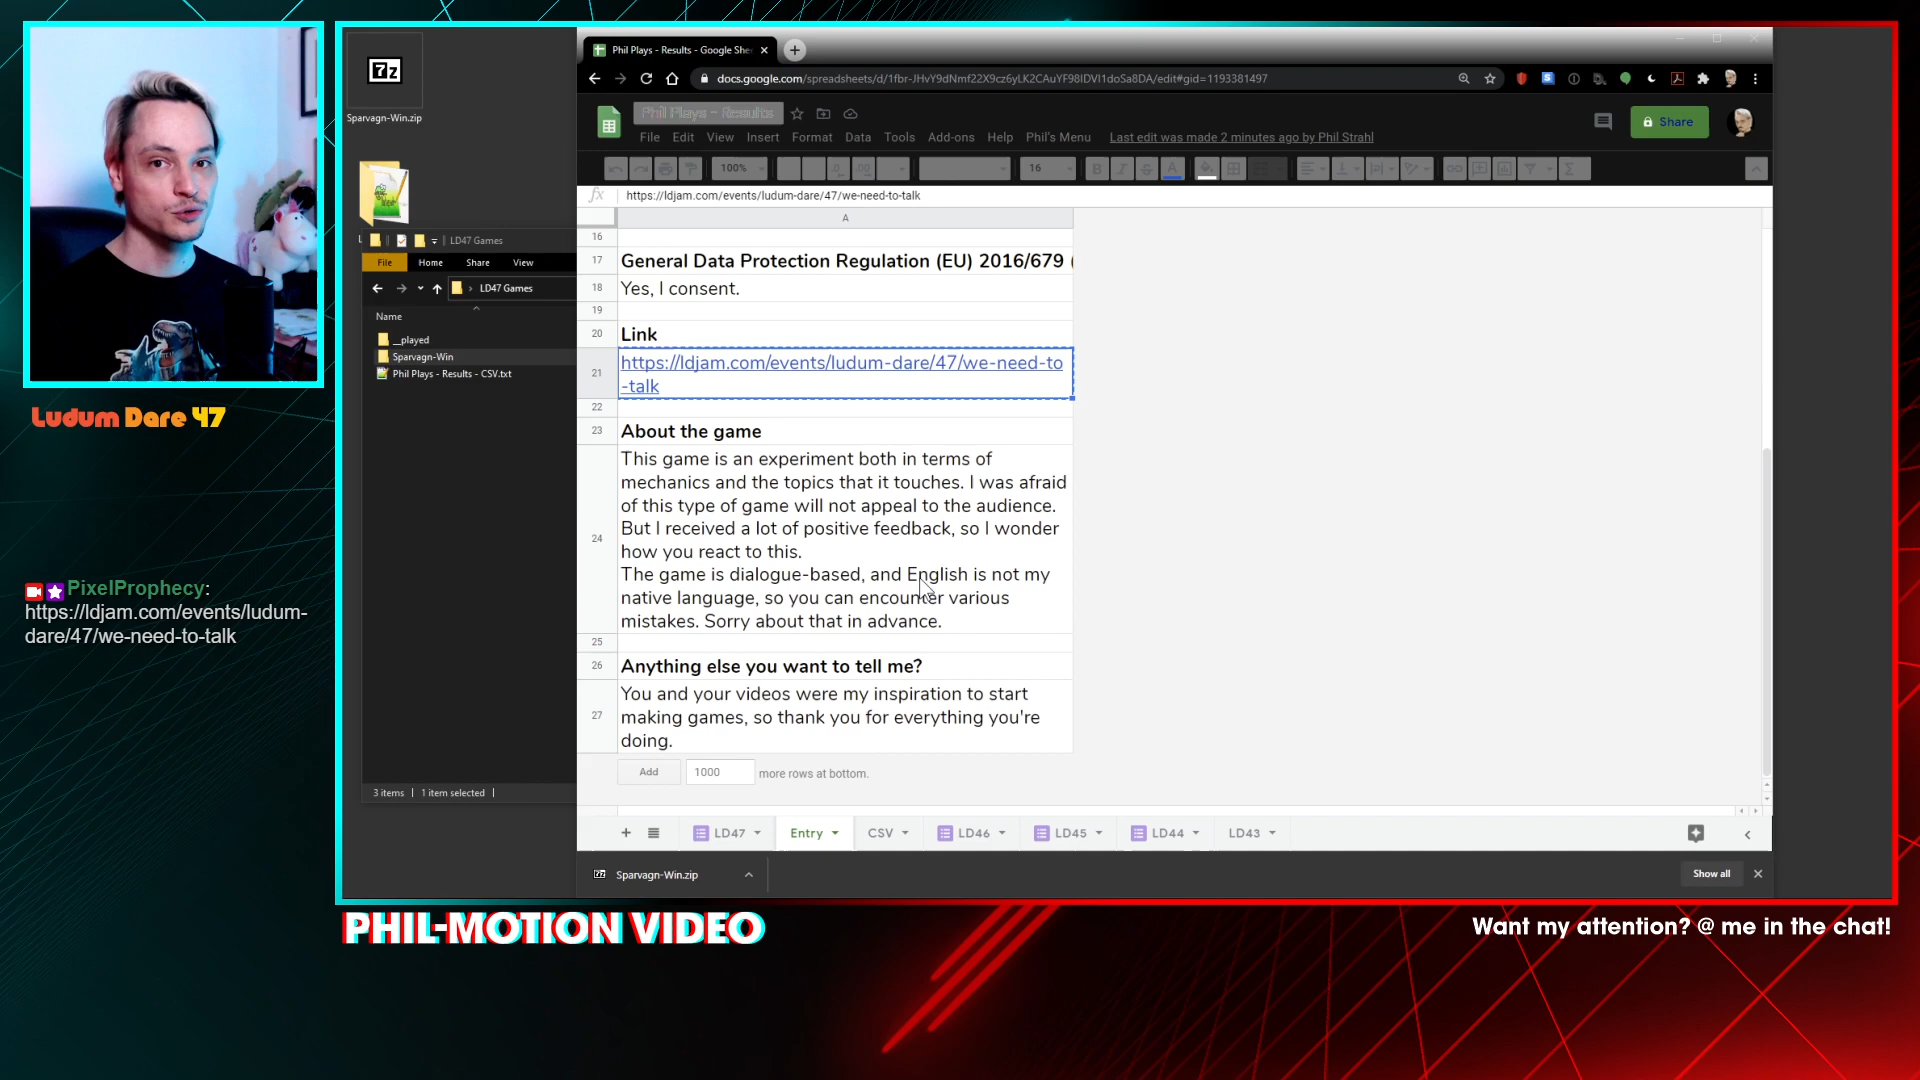 7z
Sparvagn-Win.zip
LD47 Games
File Home Share View
LD47 Games
Name
__played
Sparvagn-Win
Phil Plays - Results - CSV.txt
3 items 1 item selected
Ludum Dare 47
PixelProphecy:
https://ldjam.com/events/ludum-
dare/47/we-need-to-talk
Phil Plays - Results - Google She
docs.google.com/spreadsheets/d/1fbr-JHvY9dNmf22X9cz6yLK2CAuYF98IDVI1doSa8DA/edit#gid=1193381497
Phil Plays - Results
File Edit View Insert Format Data Tools Add-ons Help Phil's Menu Last edit was made 2 minutes ago by Phil Strahl
Share
100% .0 .00 16 B I S A
fx https://ldjam.com/events/ludum-dare/47/we-need-to-talk
A
16
17 General Data Protection Regulation (EU) 2016/679 (
18 Yes, I consent.
19
20 Link
21 https://ldjam.com/events/ludum-dare/47/we-need-to
-talk
22
23 About the game
This game is an experiment both in terms of
mechanics and the topics that it touches. I was afraid
of this type of game will not appeal to the audience.
24 But I received a lot of positive feedback, so I wonder
how you react to this.
The game is dialogue-based, and English is not my
native language, so you can encounter various
mistakes. Sorry about that in advance.
25
26 Anything else you want to tell me?
27 You and your videos were my inspiration to start
making games, so thank you for everything you're
doing.
Add 1000 more rows at bottom.
LD47 Entry CSV LD46 LD45 LD44 LD43
Sparvagn-Win.zip
Show all
PHIL-MOTION VIDEO
Want my attention? @ me in the chat!